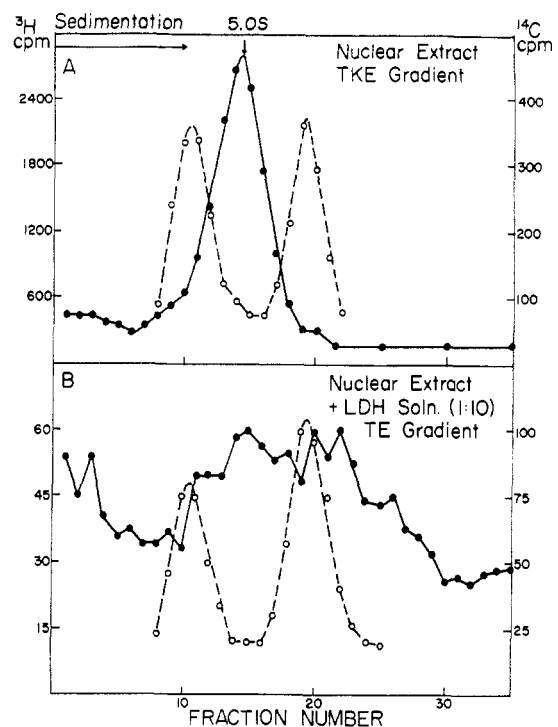 ³H
cpm
Sedimentation
5.0S
¹⁴C
cpm
A
Nuclear Extract
TKE Gradient
2400
1800
1200
600
400
300
200
100
B
Nuclear Extract
+ LDH Soln. (1:10)
TE Gradient
60
45
30
15
100
75
50
25
10
20
30
FRACTION NUMBER